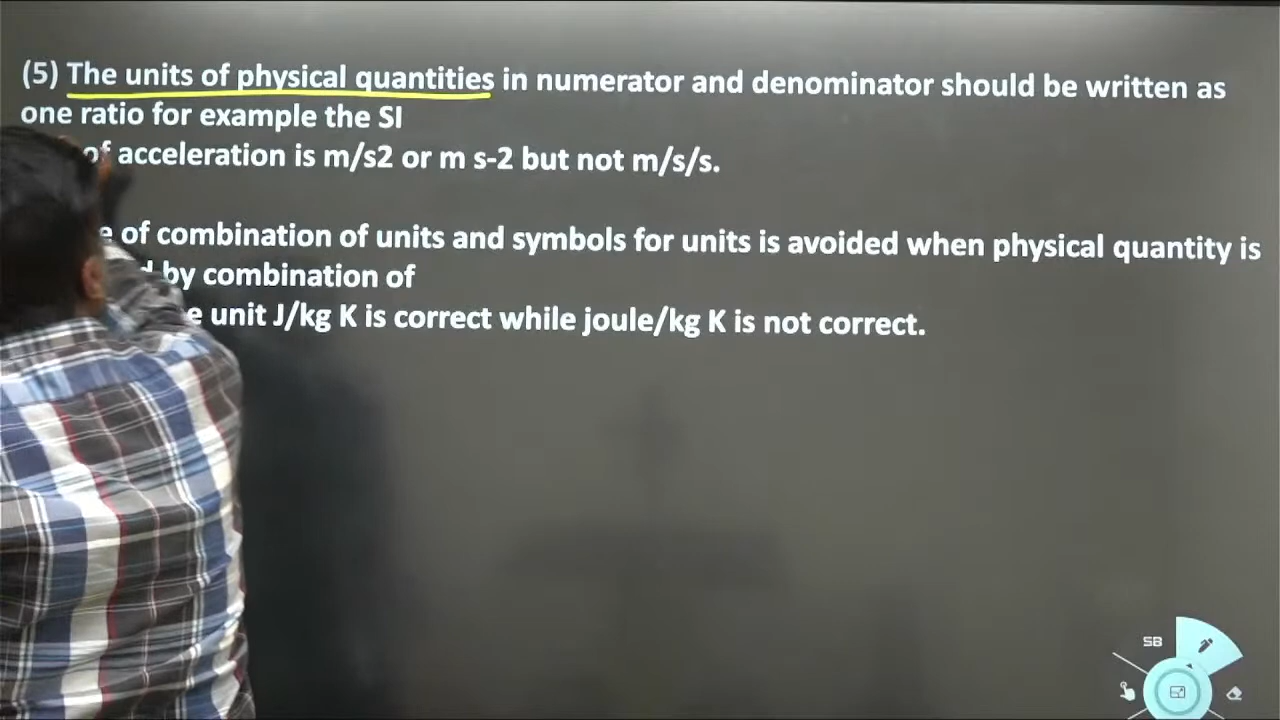 (5) The units of physical quantities in numerator and denominator should be written as
one ratio for example the SI
of acceleration is m/s2 or m s-2 but not m/s/s.
of combination of units and symbols for units is avoided when physical quantity is
by combination of
unit J/kg K is correct while joule/kg K is not correct.
SB